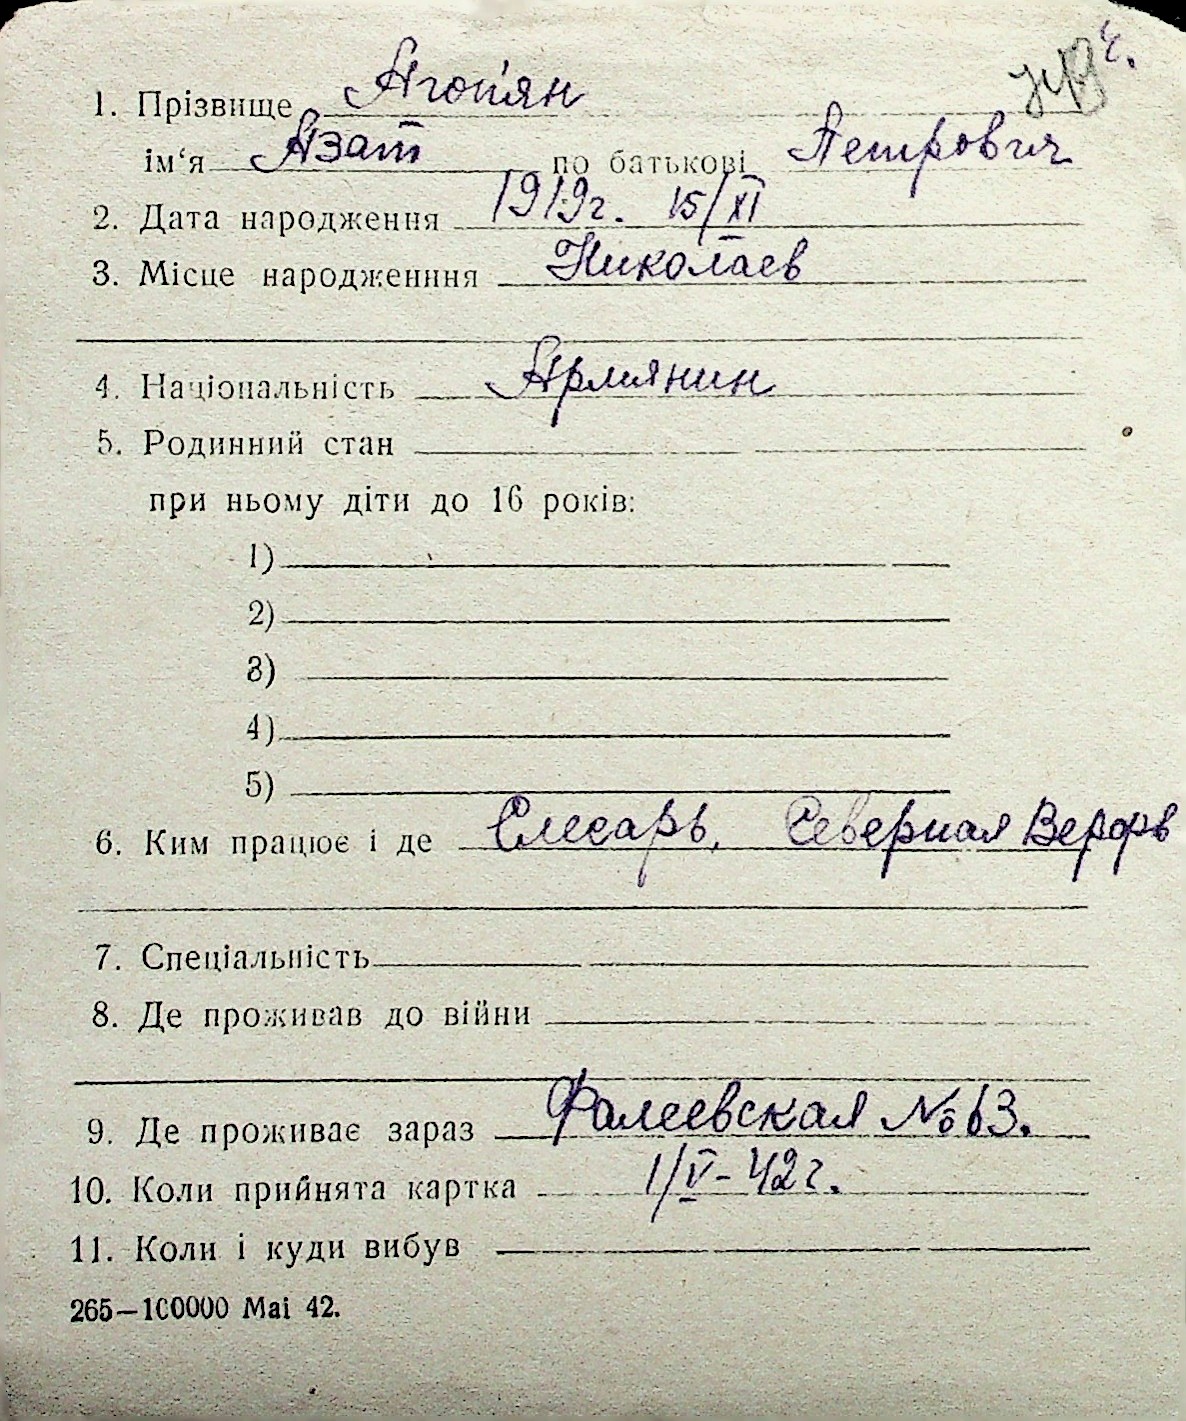 1. Прізвище Агопян
ім‘я Азат по батькові Петрович
2. Дата народження 1919г. 15/XI
3. Місце народженння Николаев
4. Національність Армянин
5. Родинний стан
при ньому діти до 16 років:
1)
2)
3)
4)
5)
6. Ким працює і де Слесарь, Северная Верфь
7. Спеціальність
8. Де проживав до війни
9. Де проживає зараз Фалеевская № 63.
10. Коли прийнята картка 1/V-42г.
11. Коли і куди вибув
265—100000 Mai 42.